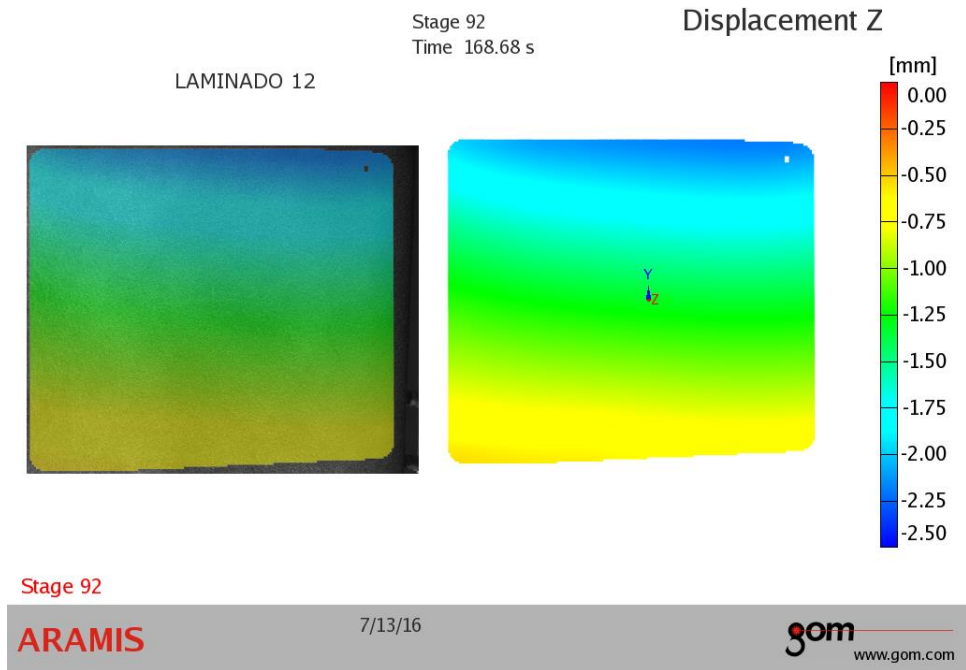 Stage 92
Time 168.68 s
Displacement Z
LAMINADO 12
[mm]
0.00
-0.25
-0.50
-0.75
-1.00
-1.25
-1.50
-1.75
-2.00
-2.25
-2.50
Y
Z
Stage 92
ARAMIS
7/13/16
gom
www.gom.com